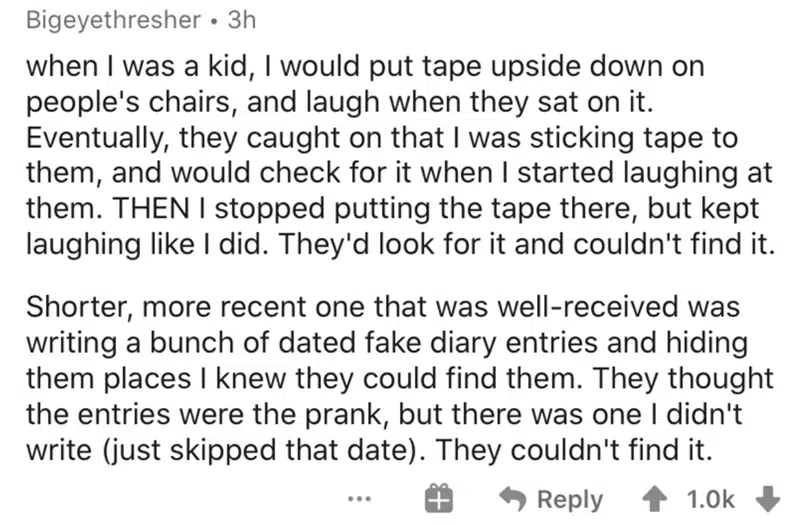 Bigeyethresher • 3h
when I was a kid, I would put tape upside down on
people's chairs, and laugh when they sat on it.
Eventually, they caught on that I was sticking tape to
them, and would check for it when I started laughing at
them. THEN I stopped putting the tape there, but kept
laughing like I did. They'd look for it and couldn't find it.
Shorter, more recent one that was well-received was
writing a bunch of dated fake diary entries and hiding
them places I knew they could find them. They thought
the entries were the prank, but there was one I didn't
write (just skipped that date). They couldn't find it.
... Reply 1.0k